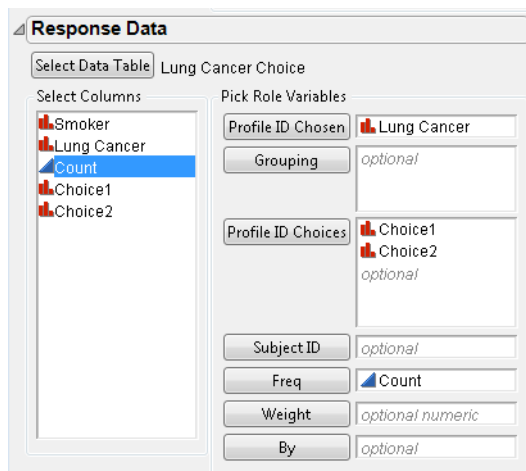 Response Data
Select Data Table Lung Cancer Choice
Select Columns
Smoker
Lung Cancer
Count
Choice1
Choice2
Pick Role Variables
Profile ID Chosen Lung Cancer
Grouping optional
Profile ID Choices Choice1
Choice2
optional
Subject ID optional
Freq Count
Weight optional numeric
By optional